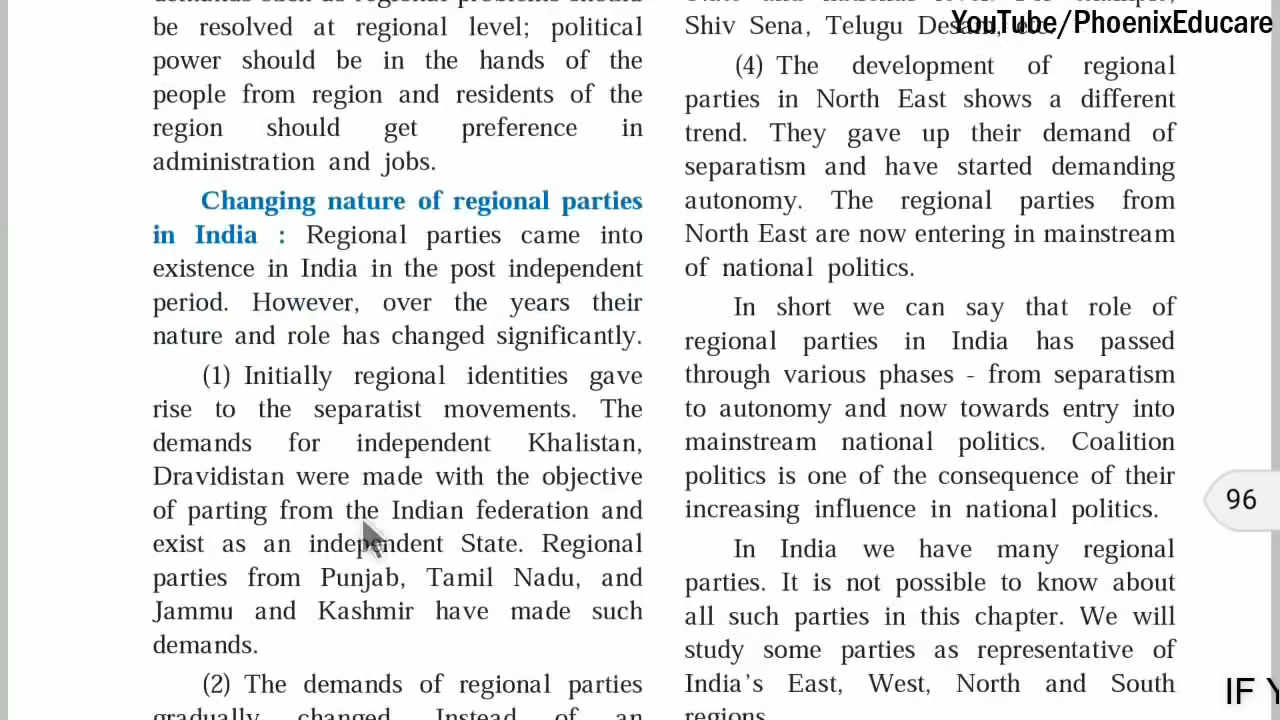 be resolved at regional level; political
power should be in the hands of the
people from region and residents of the
region should get preference in
administration and jobs.
Changing nature of regional parties
in India : Regional parties came into
existence in India in the post independent
period. However, over the years their
nature and role has changed significantly.
(1) Initially regional identities gave
rise to the separatist movements. The
demands for independent Khalistan,
Dravidistan were made with the objective
of parting from the Indian federation and
exist as an independent State. Regional
parties from Punjab, Tamil Nadu, and
Jammu and Kashmir have made such
demands.
(2) The demands of regional parties
gradually changed. Instead of an
YouTube/PhoenixEducare
Shiv Sena, Telugu Desam, etc.
(4) The development of regional
parties in North East shows a different
trend. They gave up their demand of
separatism and have started demanding
autonomy. The regional parties from
North East are now entering in mainstream
of national politics.
In short we can say that role of
regional parties in India has passed
through various phases - from separatism
to autonomy and now towards entry into
mainstream national politics. Coalition
politics is one of the consequence of their
increasing influence in national politics.
In India we have many regional
parties. It is not possible to know about
all such parties in this chapter. We will
study some parties as representative of
India's East, West, North and South
regions.
96
IF